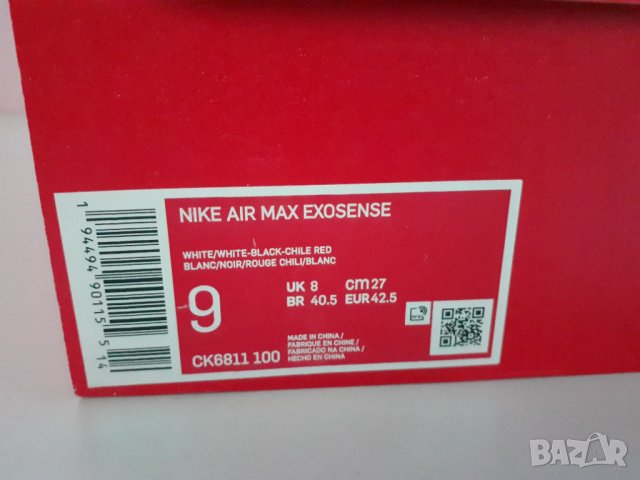 NIKE AIR MAX EXOSENSE
WHITE/WHITE-BLACK-CHILE RED
BLANC/NOIR/ROUGE CHILI/BLANC
9
UK 8 cm 27
BR 40.5 EUR 42.5
CK6811 100
MADE IN CHINA /
FABRIQUE EN CHINE /
FABRICADO NA CHINA /
HECHO EN CHINA
1 94494 90115 5 14
BAZAR